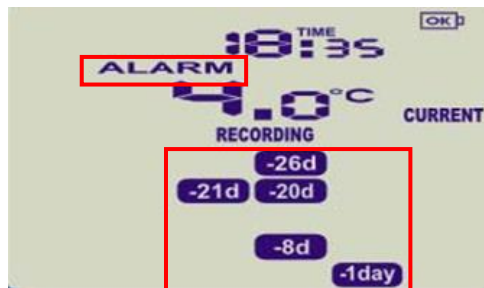 OK
TIME
18:35
ALARM
4.0°C
CURRENT
RECORDING
-26d
-21d -20d
-8d
-1day